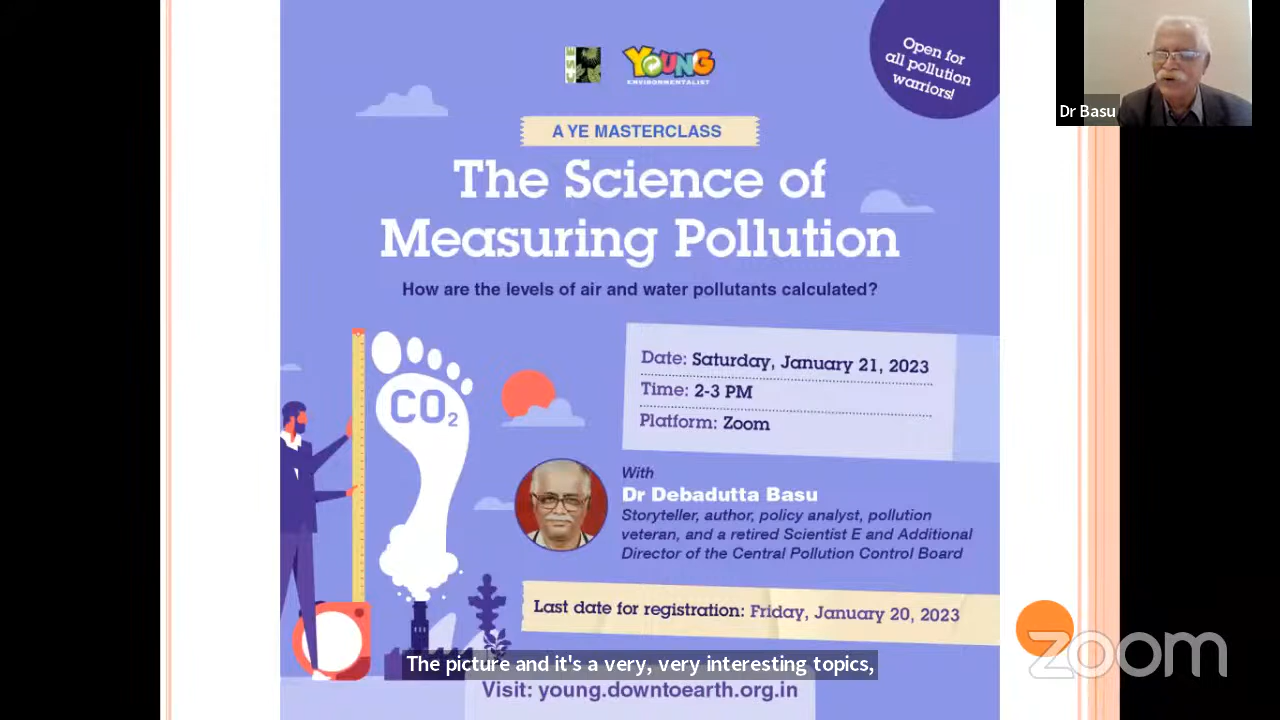 CSE
YOUNG
ENVIRONMENTALIST
Open for
all pollution
warriors!
Dr Basu
A YE MASTERCLASS
The Science of
Measuring Pollution
How are the levels of air and water pollutants calculated?
CO2
Date: Saturday, January 21, 2023
Time: 2-3 PM
Platform: Zoom
With
Dr Debadutta Basu
Storyteller, author, policy analyst, pollution
veteran, and a retired Scientist E and Additional
Director of the Central Pollution Control Board
Last date for registration: Friday, January 20, 2023
The picture and it's a very, very interesting topics,
Visit: young.downtoearth.org.in
zoom